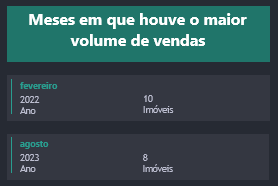 Meses em que houve o maior
volume de vendas
fevereiro
2022 10
Ano Imóveis
agosto
2023 8
Ano Imóveis